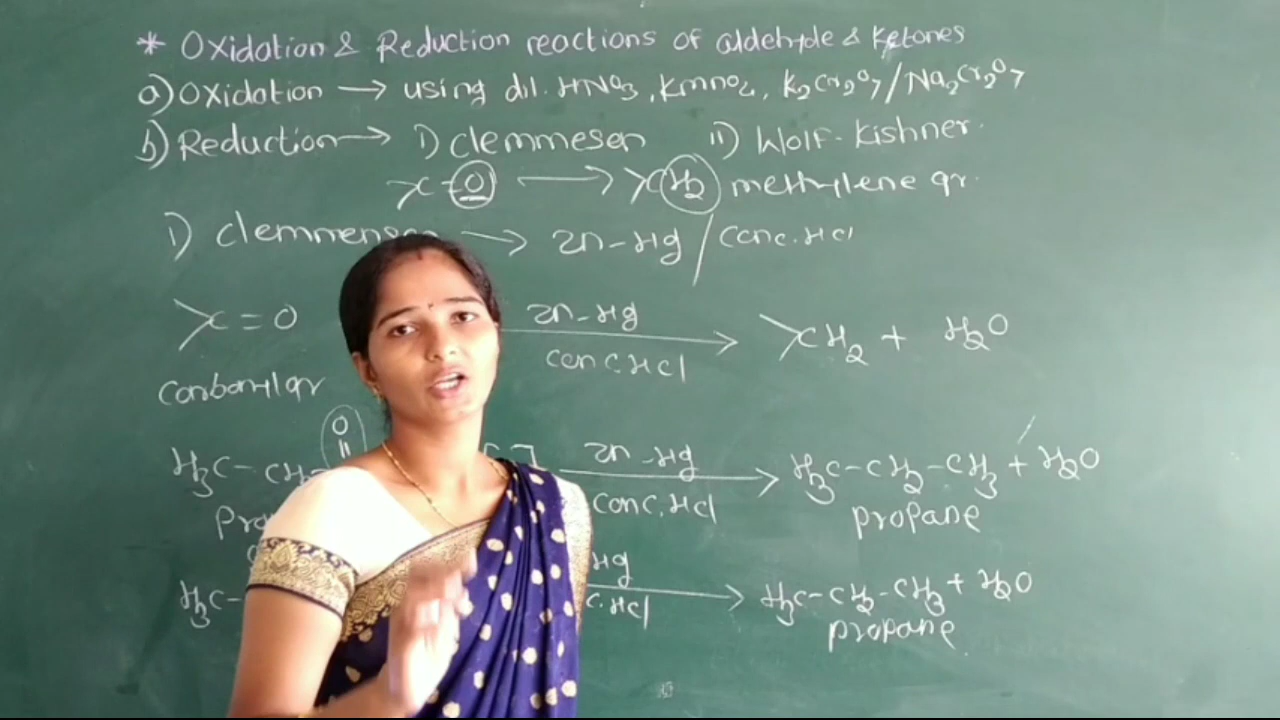 * Oxidation & Reduction reactions of aldehyde & Ketones
a) Oxidation → using dil. HNO3, Kmno4, K2Cr2O7/Na2Cr2O7
b) Reduction → i) clemmesen ii) Wolf-Kishner.
>C=O → >CH2 methylene gr.
i) clemmensen → Zn-Hg / Conc. HCl
>C=O Zn-Hg → >CH2 + H2O
Conc. HCl
Carbonyl gr
O
H3C-CH2 [ ] Zn-Hg → H3C-CH2-CH3 + H2O
Conc. HCl
propane
H3C- Hg → H3C-CH2-CH3 + H2O
c. HCl
propane